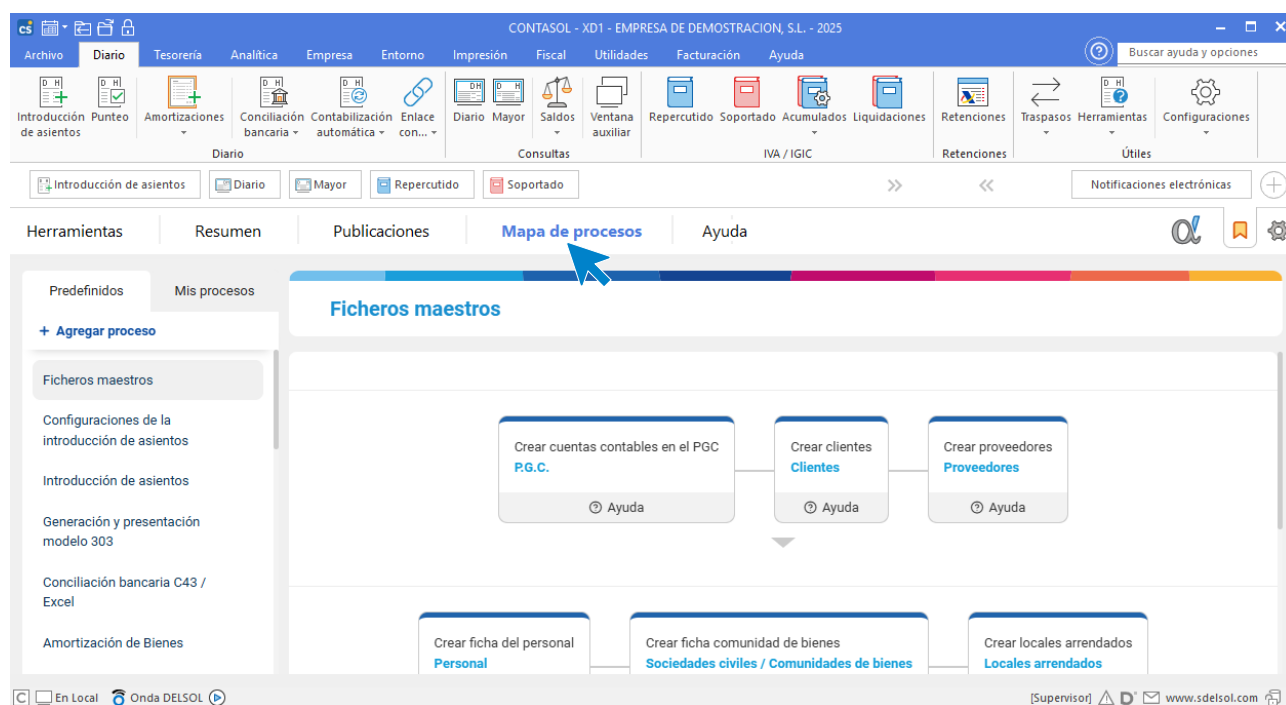 cs
CONTASOL - XD1 - EMPRESA DE DEMOSTRACION, S.L. - 2025
Archivo Diario Tesorería Analítica Empresa Entorno Impresión Fiscal Utilidades Facturación Ayuda
Buscar ayuda y opciones
Introducción de asientos
Punteo
Amortizaciones
Conciliación bancaria
Contabilización automática
Enlace con...
Diario
Mayor
Saldos
Ventana auxiliar
Repercutido
Soportado
Acumulados
Liquidaciones
Retenciones
Traspasos
Herramientas
Configuraciones
Diario Consultas IVA / IGIC Retenciones Útiles
Introducción de asientos Diario Mayor Repercutido Soportado >> << Notificaciones electrónicas
Herramientas Resumen Publicaciones Mapa de procesos Ayuda
Predefinidos Mis procesos
+ Agregar proceso
Ficheros maestros
Configuraciones de la
introducción de asientos
Introducción de asientos
Generación y presentación
modelo 303
Conciliación bancaria C43 /
Excel
Amortización de Bienes
Ficheros maestros
Crear cuentas contables en el PGC
P.G.C.
Ayuda
Crear clientes
Clientes
Ayuda
Crear proveedores
Proveedores
Ayuda
Crear ficha del personal
Personal
Crear ficha comunidad de bienes
Sociedades civiles / Comunidades de bienes
Crear locales arrendados
Locales arrendados
C En Local Onda DELSOL [Supervisor] D www.sdelsol.com